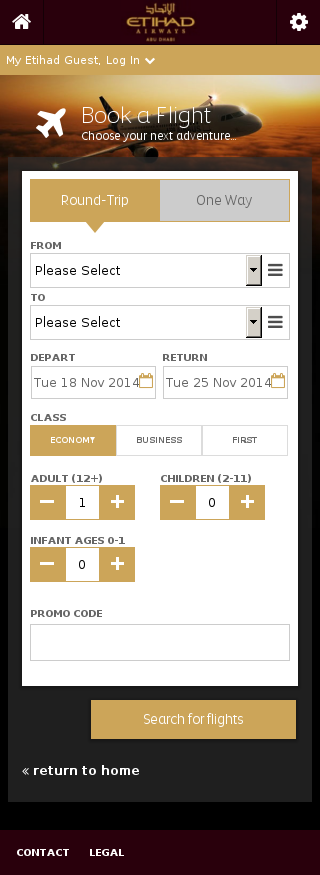 الإتحاد
ETIHAD
AIRWAYS
ABU DHABI
My Etihad Guest, Log In
Book a Flight
Choose your next adventure...
Round-Trip
One Way
FROM
Please Select
TO
Please Select
DEPART
RETURN
Tue 18 Nov 2014
Tue 25 Nov 2014
CLASS
ECONOMY
BUSINESS
FIRST
ADULT (12+)
CHILDREN (2-11)
1
0
INFANT AGES 0-1
0
PROMO CODE
Search for flights
« return to home
CONTACT
LEGAL